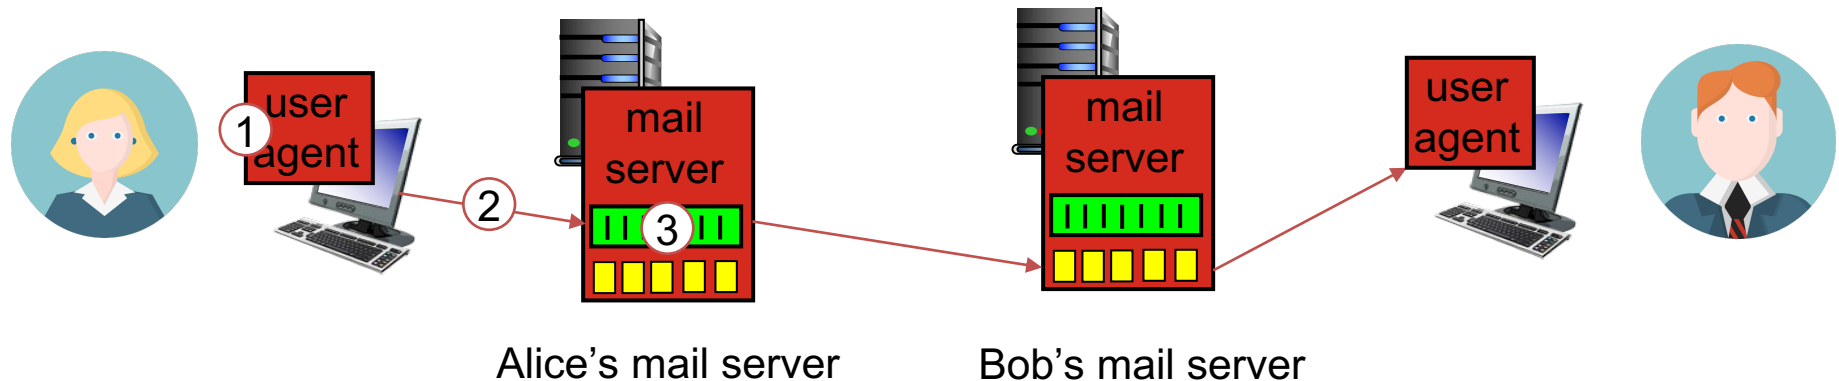 1
user
agent
2
mail
server
3
Alice's mail server
mail
server
Bob's mail server
user
agent